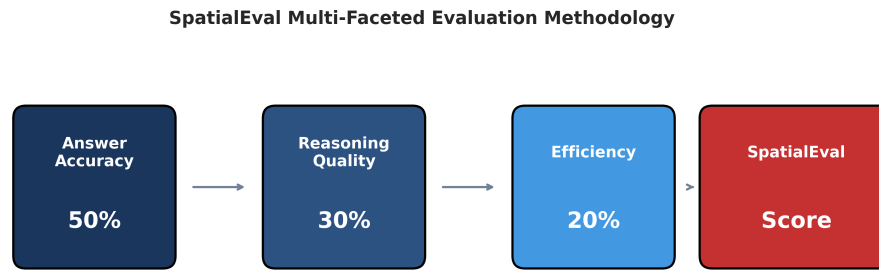 SpatialEval Multi-Faceted Evaluation Methodology
Answer
Accuracy
50%
Reasoning
Quality
30%
Efficiency
20%
SpatialEval
Score